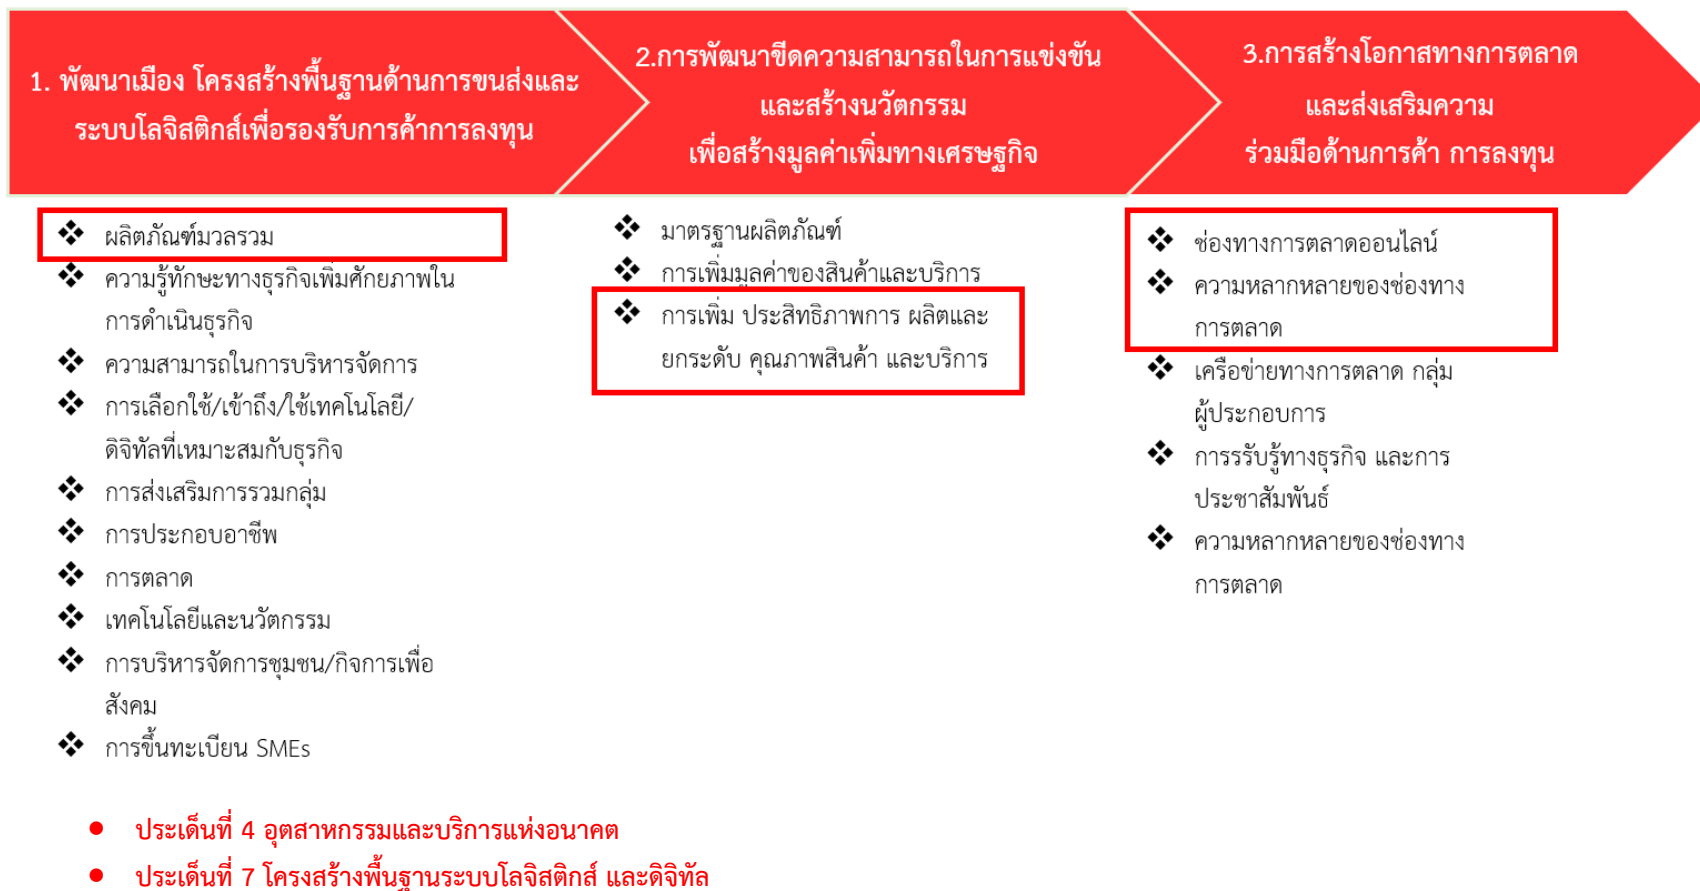 1. พัฒนาเมือง โครงสร้างพื้นฐานด้านการขนส่งและ
ระบบโลจิสติกส์เพื่อรองรับการค้าการลงทุน
2.การพัฒนาขีดความสามารถในการแข่งขัน
และสร้างนวัตกรรม
เพื่อสร้างมูลค่าเพิ่มทางเศรษฐกิจ
3.การสร้างโอกาสทางการตลาด
และส่งเสริมความ
ร่วมมือด้านการค้า การลงทุน
❖ ผลิตภัณฑ์มวลรวม
❖ ความรู้ทักษะทางธุรกิจเพิ่มศักยภาพใน
การดำเนินธุรกิจ
❖ ความสามารถในการบริหารจัดการ
❖ การเลือกใช้/เข้าถึง/ใช้เทคโนโลยี/
ดิจิทัลที่เหมาะสมกับธุรกิจ
❖ การส่งเสริมการรวมกลุ่ม
❖ การประกอบอาชีพ
❖ การตลาด
❖ เทคโนโลยีและนวัตกรรม
❖ การบริหารจัดการชุมชน/กิจการเพื่อ
สังคม
❖ การขึ้นทะเบียน SMEs
❖ มาตรฐานผลิตภัณฑ์
❖ การเพิ่มมูลค่าของสินค้าและบริการ
❖ การเพิ่ม ประสิทธิภาพการ ผลิตและ
ยกระดับ คุณภาพสินค้า และบริการ
❖ ช่องทางการตลาดออนไลน์
❖ ความหลากหลายของช่องทาง
การตลาด
❖ เครือข่ายทางการตลาด กลุ่ม
ผู้ประกอบการ
❖ การรรับรู้ทางธุรกิจ และการ
ประชาสัมพันธ์
❖ ความหลากหลายของช่องทาง
การตลาด
● ประเด็นที่ 4 อุตสาหกรรมและบริการแห่งอนาคต
● ประเด็นที่ 7 โครงสร้างพื้นฐานระบบโลจิสติกส์ และดิจิทัล